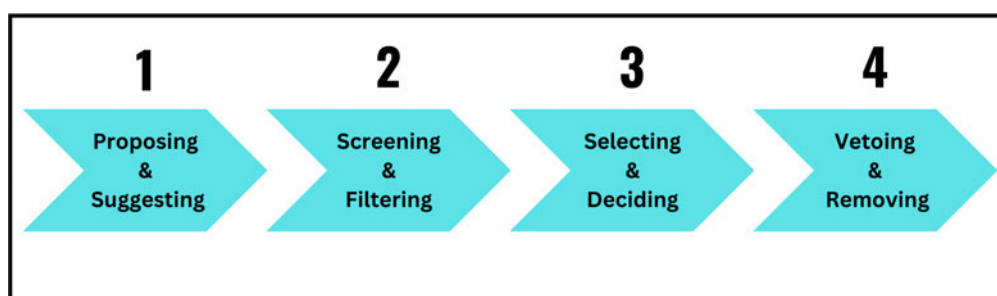 1
2
3
4
Proposing
&
Suggesting
Screening
&
Filtering
Selecting
&
Deciding
Vetoing
&
Removing